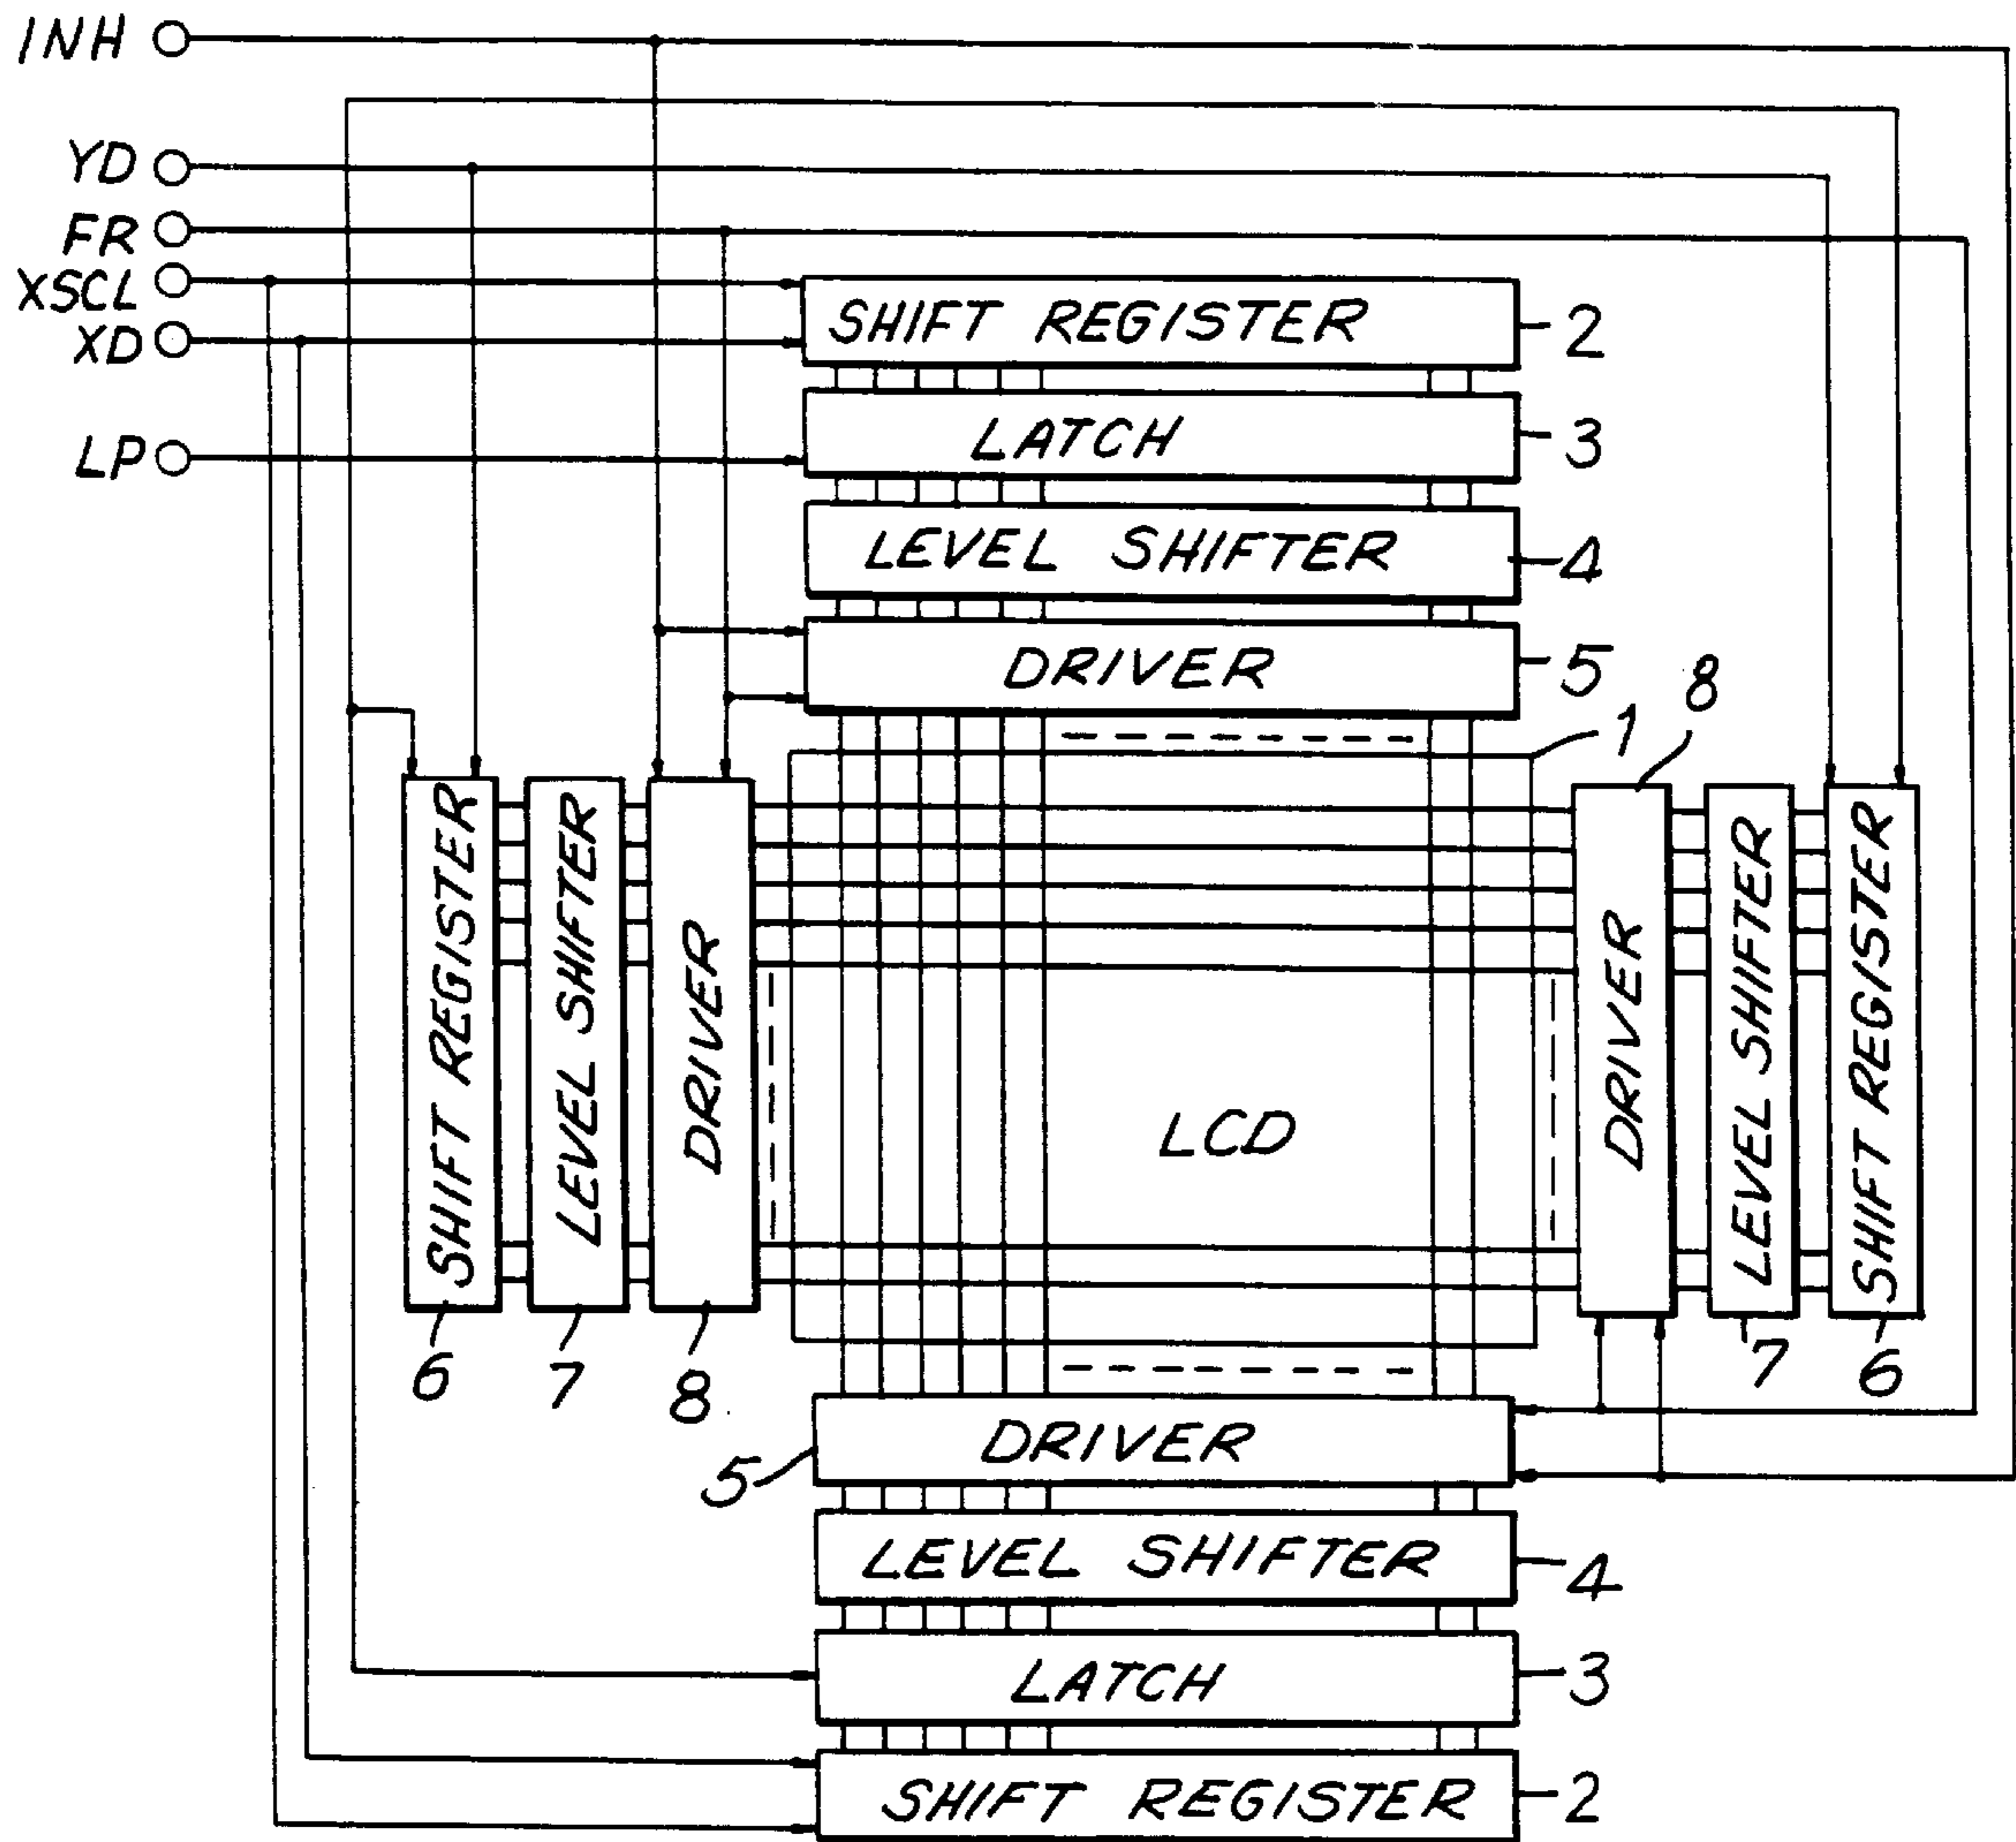 INH
YD
FR
XSCL
XD
LP
SHIFT REGISTER 2
LATCH 3
LEVEL SHIFTER 4
DRIVER 5
1
8
SHIFT REGISTER
LEVEL SHIFTER
DRIVER
LCD
DRIVER
LEVEL SHIFTER
SHIFT REGISTER
6
7
8
7
6
DRIVER
5
LEVEL SHIFTER 4
LATCH 3
SHIFT REGISTER 2